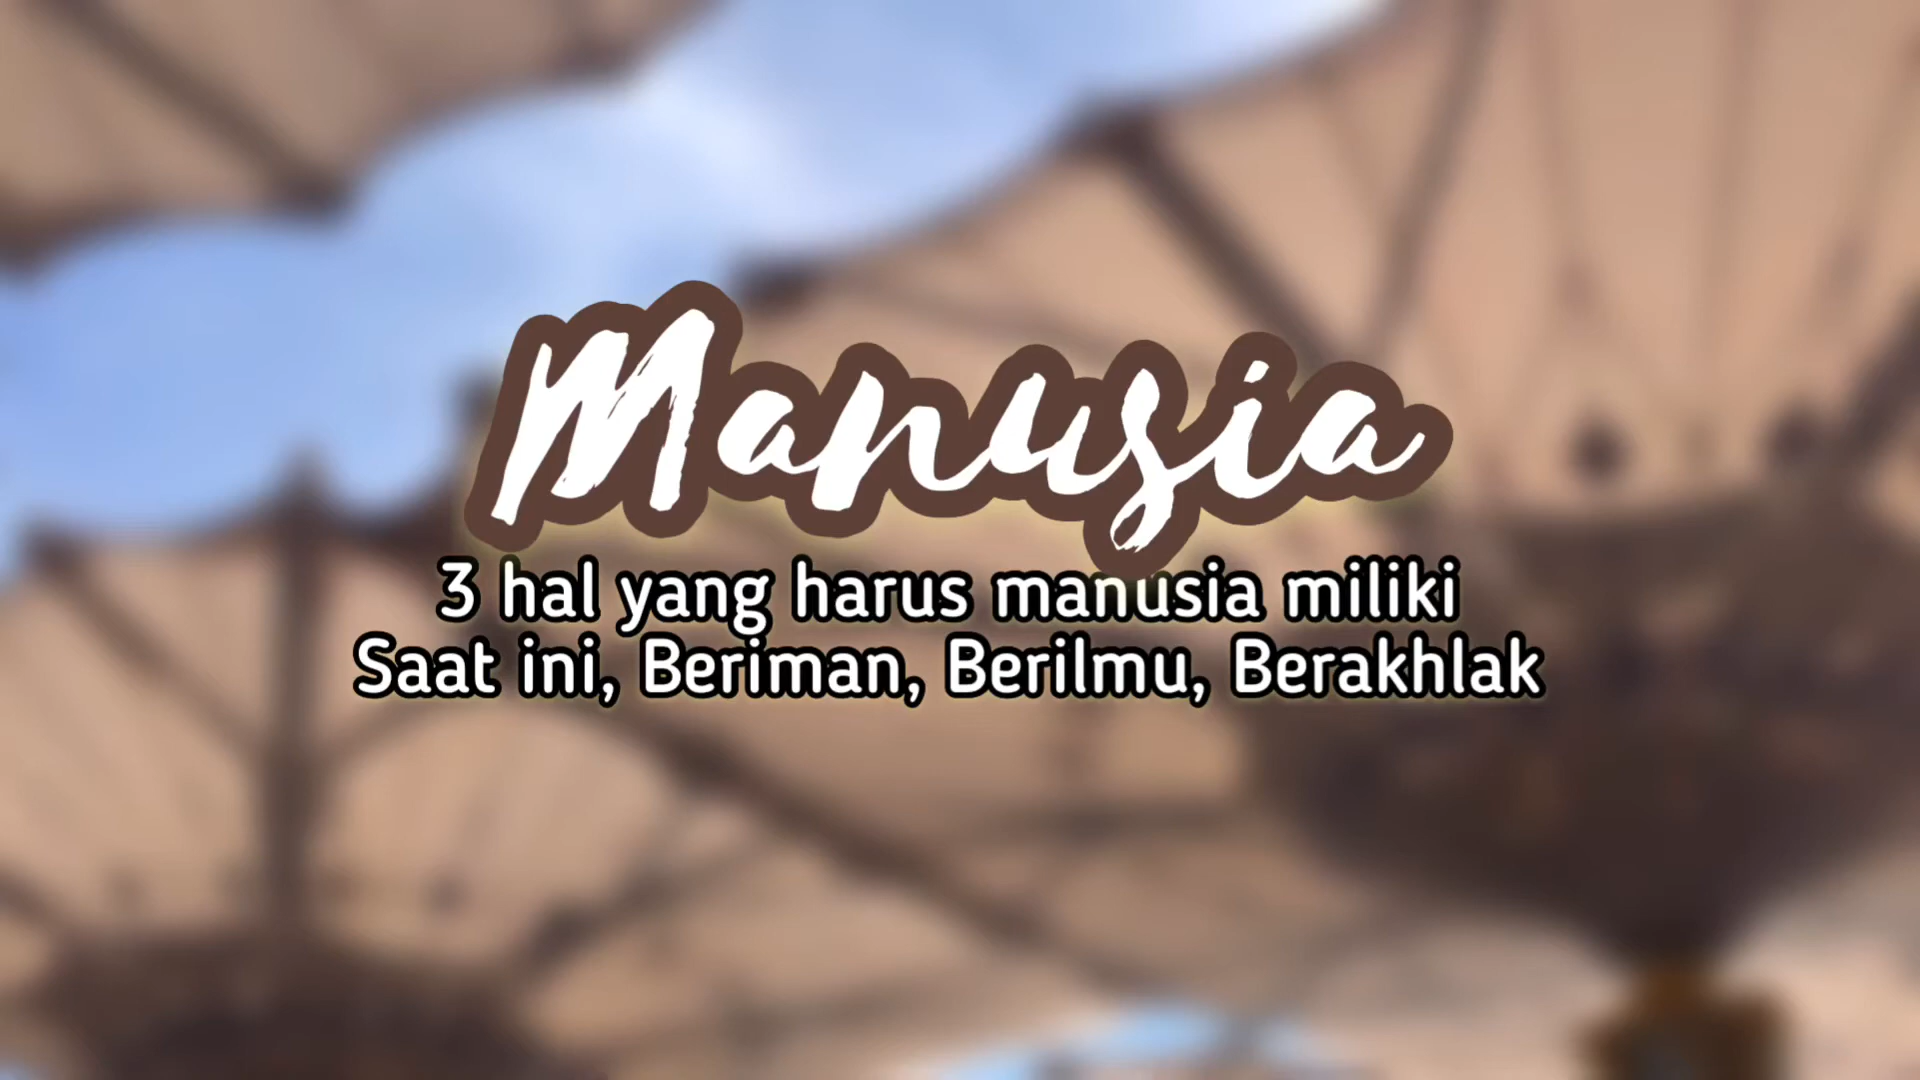 Manusia
3 hal yang harus manusia miliki
Saat ini, Beriman, Berilmu, Berakhlak